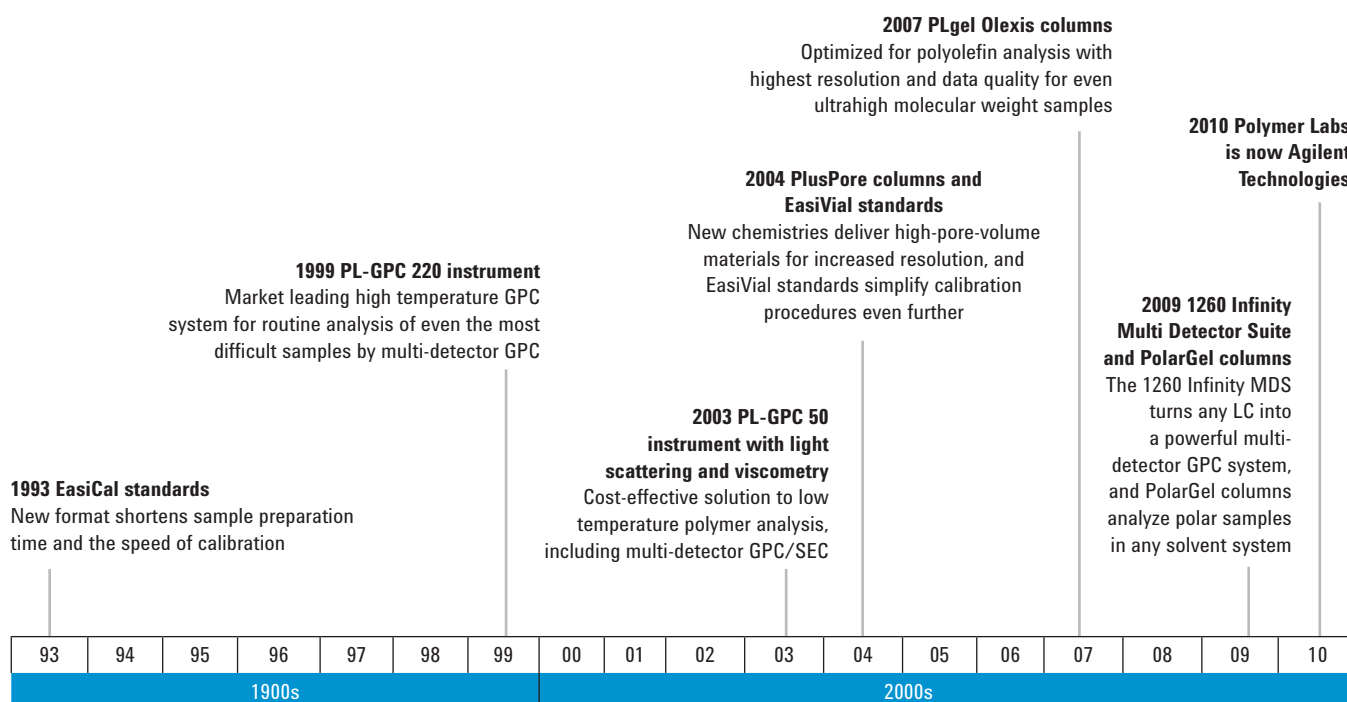 2007 PLgel Olexis columns
Optimized for polyolefin analysis with
highest resolution and data quality for even
ultrahigh molecular weight samples
2010 Polymer Labs
is now Agilent
Technologies
2004 PlusPore columns and
EasiVial standards
New chemistries deliver high-pore-volume
materials for increased resolution, and
EasiVial standards simplify calibration
procedures even further
1999 PL-GPC 220 instrument
Market leading high temperature GPC
system for routine analysis of even the most
difficult samples by multi-detector GPC
2009 1260 Infinity
Multi Detector Suite
and PolarGel columns
The 1260 Infinity MDS
turns any LC into
a powerful multi-
detector GPC system,
and PolarGel columns
analyze polar samples
in any solvent system
2003 PL-GPC 50
instrument with light
scattering and viscometry
Cost-effective solution to low
temperature polymer analysis,
including multi-detector GPC/SEC
1993 EasiCal standards
New format shortens sample preparation
time and the speed of calibration
93 94 95 96 97 98 99 00 01 02 03 04 05 06 07 08 09 10
1900s 2000s